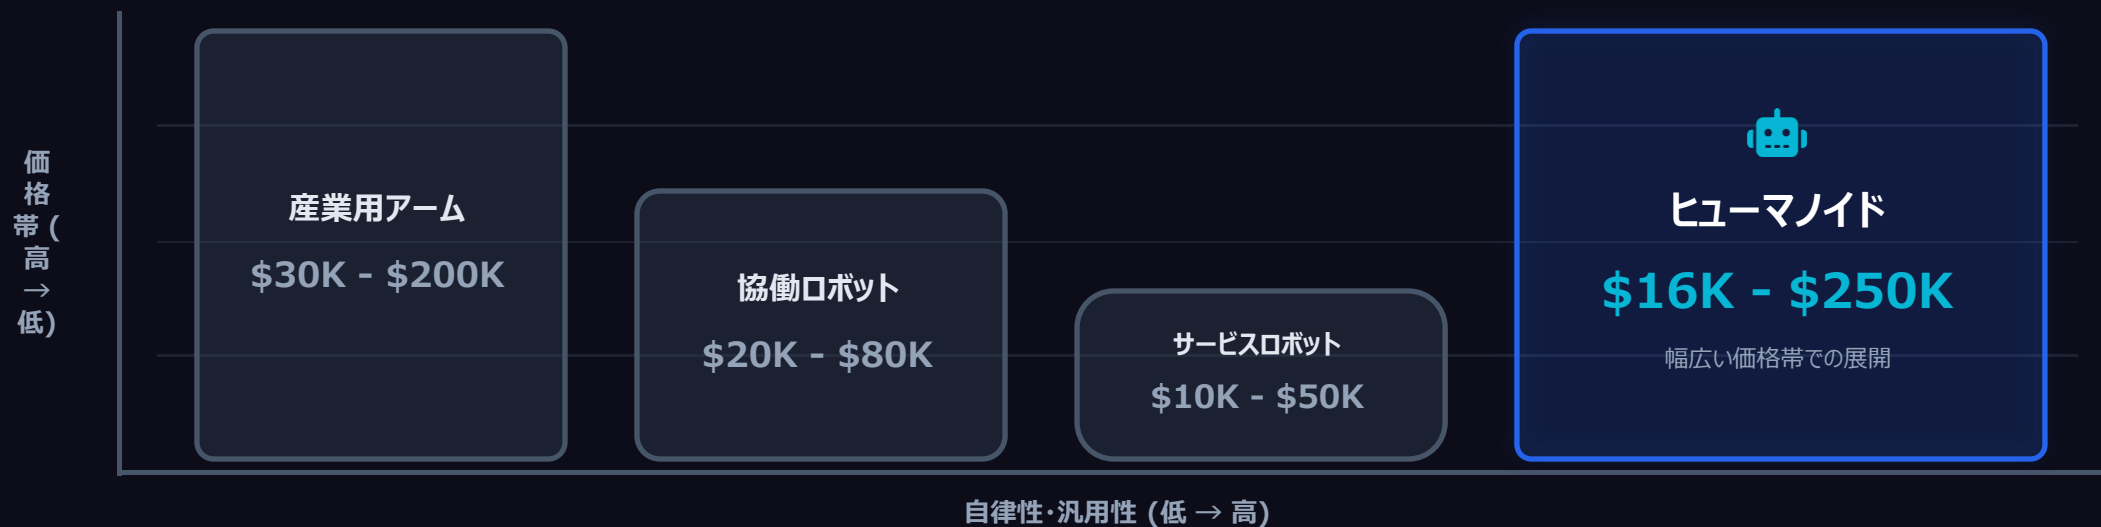 価
格
帯 (
高
→
低)
産業用アーム
$30K - $200K
協働ロボット
$20K - $80K
サービスロボット
$10K - $50K
ヒューマノイド
$16K - $250K
幅広い価格帯での展開
自律性・汎用性 (低 → 高)